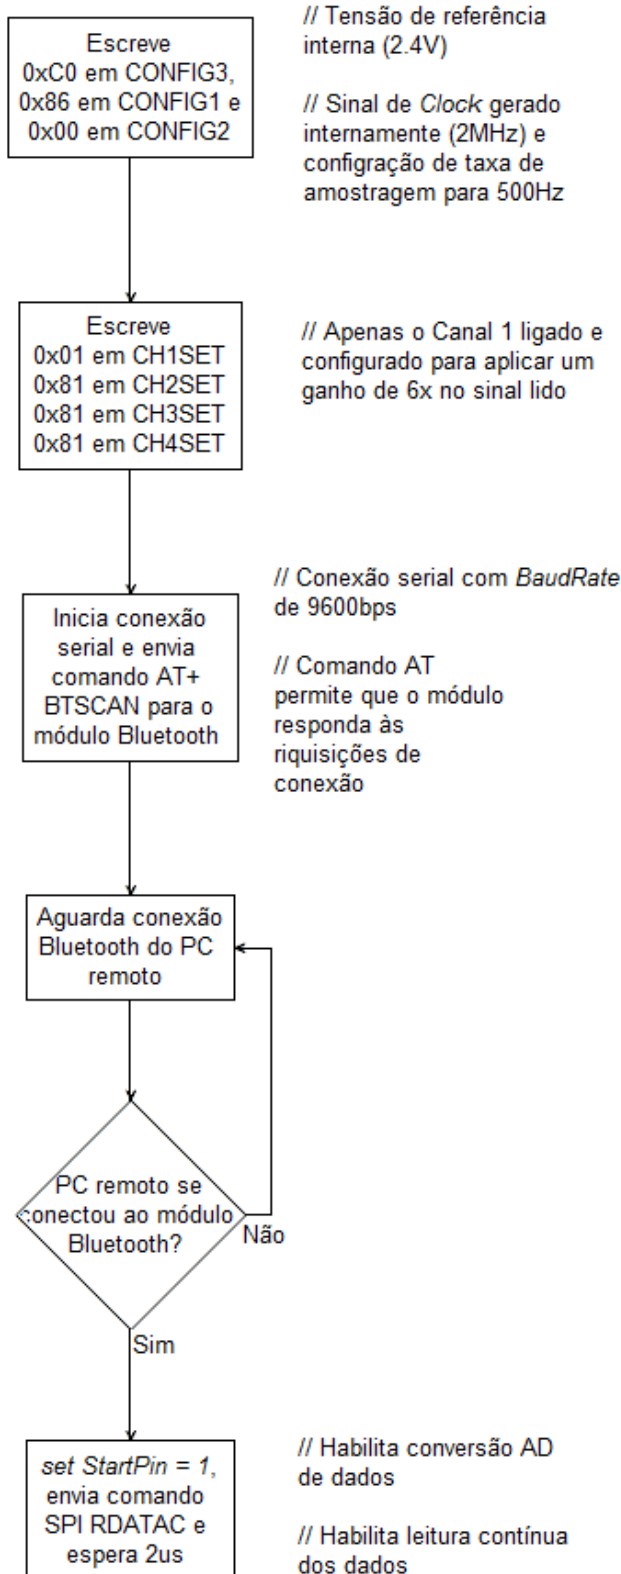 Escreve
0xC0 em CONFIG3,
0x86 em CONFIG1 e
0x00 em CONFIG2
// Tensão de referência
interna (2.4V)
// Sinal de Clock gerado
internamente (2MHz) e
configração de taxa de
amostragem para 500Hz
Escreve
0x01 em CH1SET
0x81 em CH2SET
0x81 em CH3SET
0x81 em CH4SET
// Apenas o Canal 1 ligado e
configurado para aplicar um
ganho de 6x no sinal lido
Inicia conexão
serial e envia
comando AT+
BTSCAN para o
módulo Bluetooth
// Conexão serial com BaudRate
de 9600bps
// Comando AT
permite que o módulo
responda às
riquisições de
conexão
Aguarda conexão
Bluetooth do PC
remoto
PC remoto se
conectou ao módulo
Bluetooth?
Não
Sim
set StartPin = 1,
envia comando
SPI RDATAC e
espera 2us
// Habilita conversão AD
de dados
// Habilita leitura contínua
dos dados